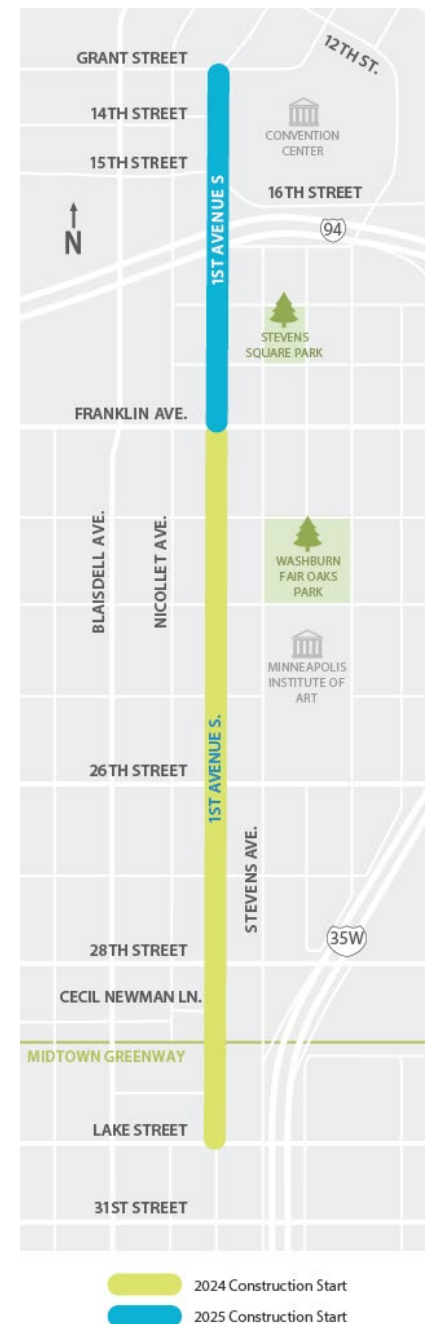 GRANT STREET
12TH ST.
14TH STREET
CONVENTION
CENTER
15TH STREET
16TH STREET
N
94
1ST AVENUE S
STEVENS
SQUARE PARK
FRANKLIN AVE.
BLAISDELL AVE.
NICOLLET AVE.
WASHBURN
FAIR OAKS
PARK
MINNEAPOLIS
INSTITUTE OF
ART
1ST AVENUE S.
26TH STREET
STEVENS AVE.
35W
28TH STREET
CECIL NEWMAN LN.
MIDTOWN GREENWAY
LAKE STREET
31ST STREET
2024 Construction Start
2025 Construction Start